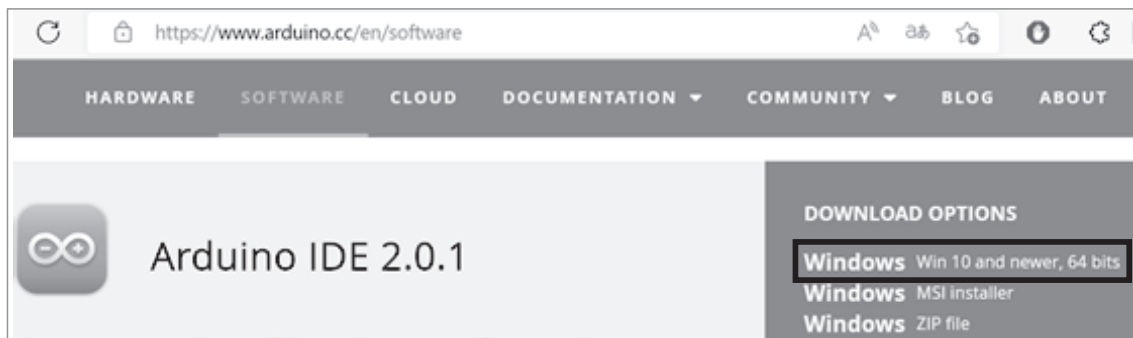 https://www.arduino.cc/en/software
HARDWARE SOFTWARE CLOUD DOCUMENTATION COMMUNITY BLOG ABOUT
Arduino IDE 2.0.1
DOWNLOAD OPTIONS
Windows Win 10 and newer, 64 bits
Windows MSI installer
Windows ZIP file